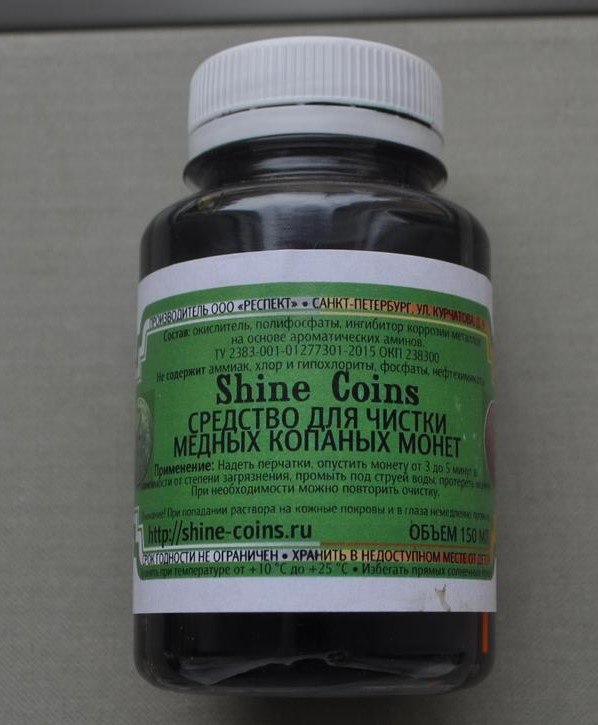 ПРОИЗВОДИТЕЛЬ ООО «РЕСПЕКТ» • САНКТ-ПЕТЕРБУРГ, УЛ. КУРЧАТОВА, Д.
Состав: окислитель, полифосфаты, ингибитор коррозии металлов
на основе ароматических аминов.
ТУ 2383-001-01277301-2015 ОКП 238300
Не содержит аммиак, хлор и гипохлориты, фосфаты,
Shine Coins
СРЕДСТВО ДЛЯ ЧИСТКИ
МЕДНЫХ КОПАНЫХ МОНЕТ
Применение: Надеть перчатки, опустить монету от 3 до 5 минут в
от степени загрязнения, промыть под струей воды, протереть
При необходимости можно повторить очистку.
При попадании раствора на кожные покровы и в глаза немедленно
http://shine-coins.ru ОБЪЕМ 150 МЛ
СРОК ГОДНОСТИ НЕ ОГРАНИЧЕН • ХРАНИТЬ В НЕДОСТУПНОМ МЕСТЕ ОТ ДЕТЕЙ
при температуре от +10 °С до +25 °С • Избегать прямых солнечных